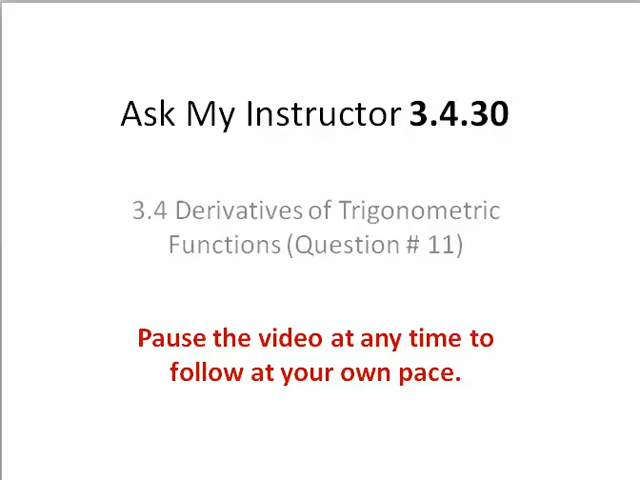 Ask My Instructor 3.4.30
3.4 Derivatives of Trigonometric
Functions (Question # 11)
Pause the video at any time to
follow at your own pace.